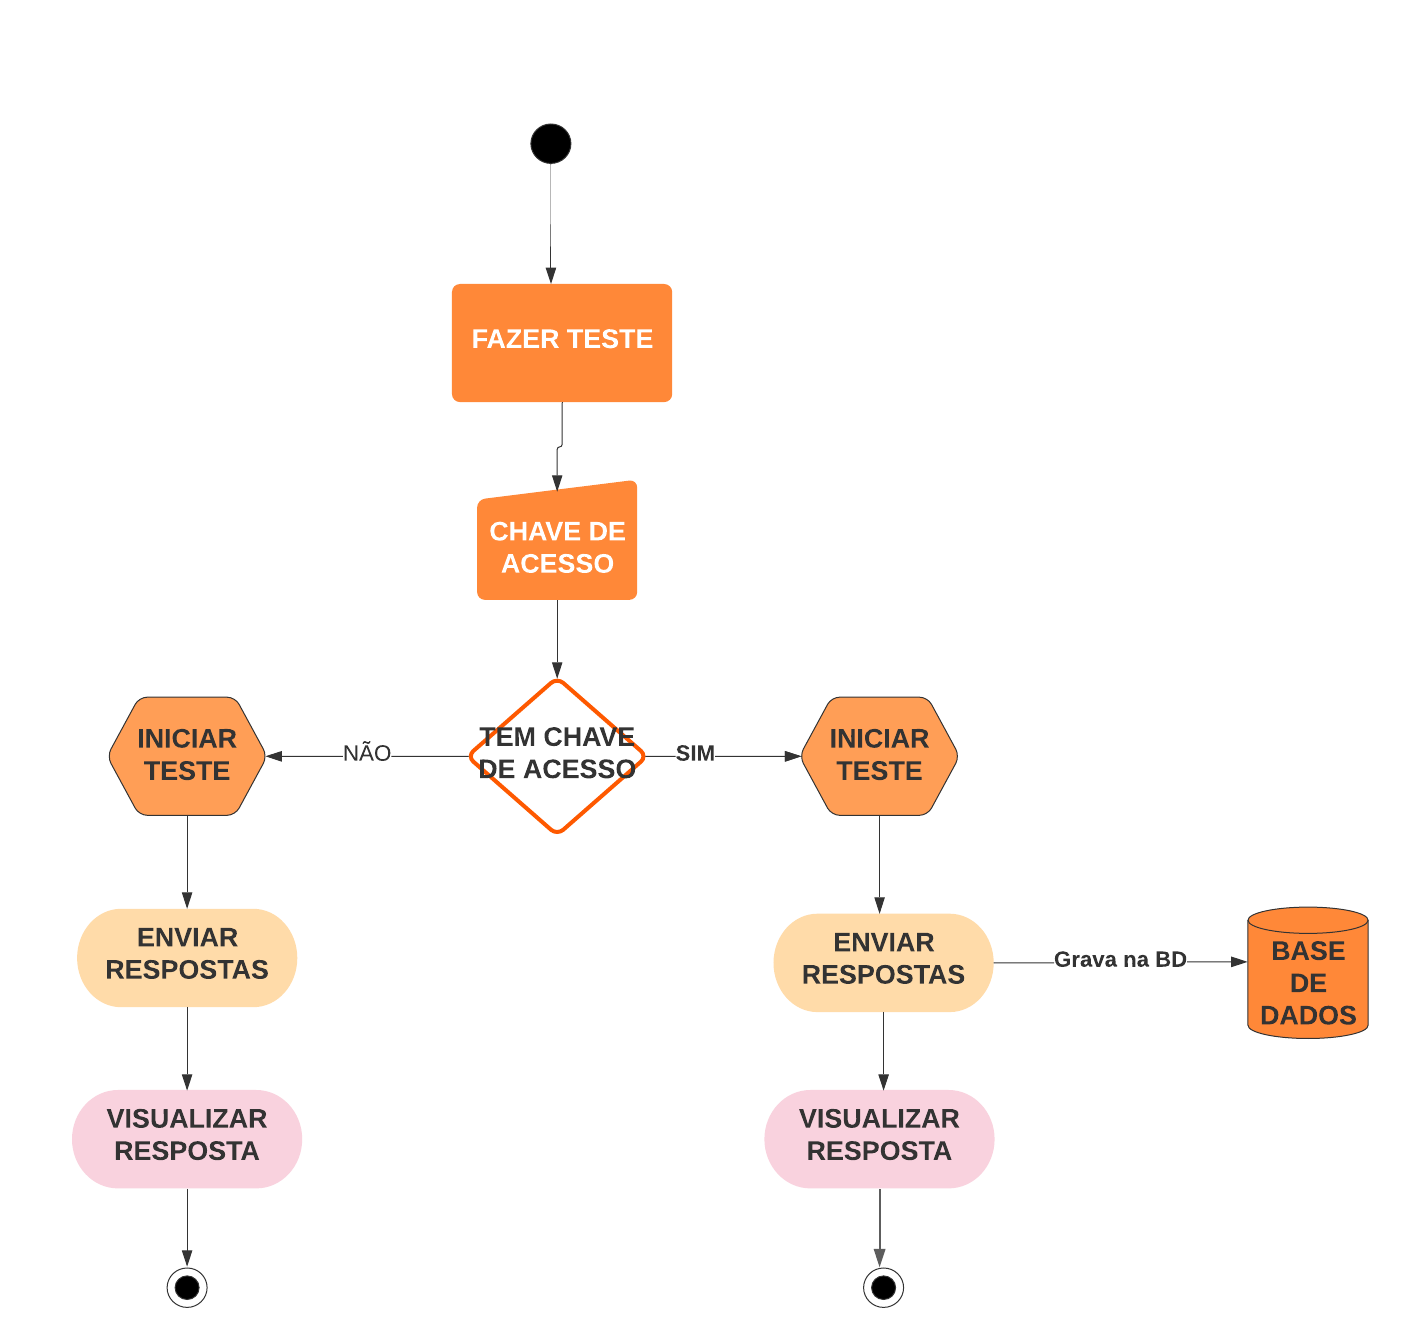 FAZER TESTE
CHAVE DE
ACESSO
TEM CHAVE
DE ACESSO
NÃO
SIM
INICIAR
TESTE
INICIAR
TESTE
ENVIAR
RESPOSTAS
ENVIAR
RESPOSTAS
Grava na BD
BASE
DE
DADOS
VISUALIZAR
RESPOSTA
VISUALIZAR
RESPOSTA